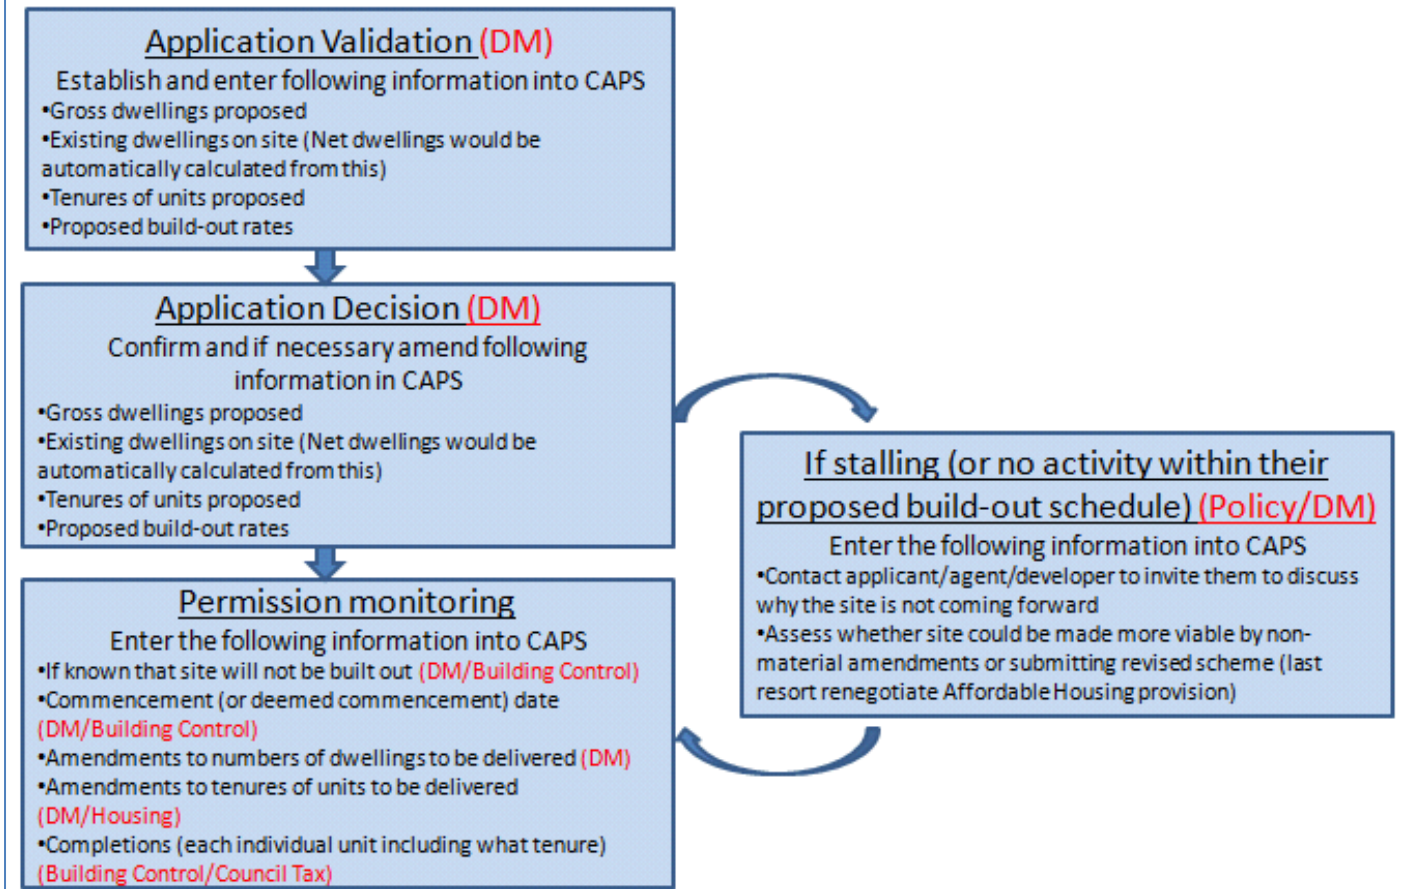 Application Validation (DM)
Establish and enter following information into CAPS
•Gross dwellings proposed
•Existing dwellings on site (Net dwellings would be
automatically calculated from this)
•Tenures of units proposed
•Proposed build-out rates
Application Decision (DM)
Confirm and if necessary amend following
information in CAPS
•Gross dwellings proposed
•Existing dwellings on site (Net dwellings would be
automatically calculated from this)
•Tenures of units proposed
•Proposed build-out rates
If stalling (or no activity within their
proposed build-out schedule) (Policy/DM)
Enter the following information into CAPS
•Contact applicant/agent/developer to invite them to discuss
why the site is not coming forward
•Assess whether site could be made more viable by non-
material amendments or submitting revised scheme (last
resort renegotiate Affordable Housing provision)
Permission monitoring
Enter the following information into CAPS
•If known that site will not be built out (DM/Building Control)
•Commencement (or deemed commencement) date
(DM/Building Control)
•Amendments to numbers of dwellings to be delivered (DM)
•Amendments to tenures of units to be delivered
(DM/Housing)
•Completions (each individual unit including what tenure)
(Building Control/Council Tax)